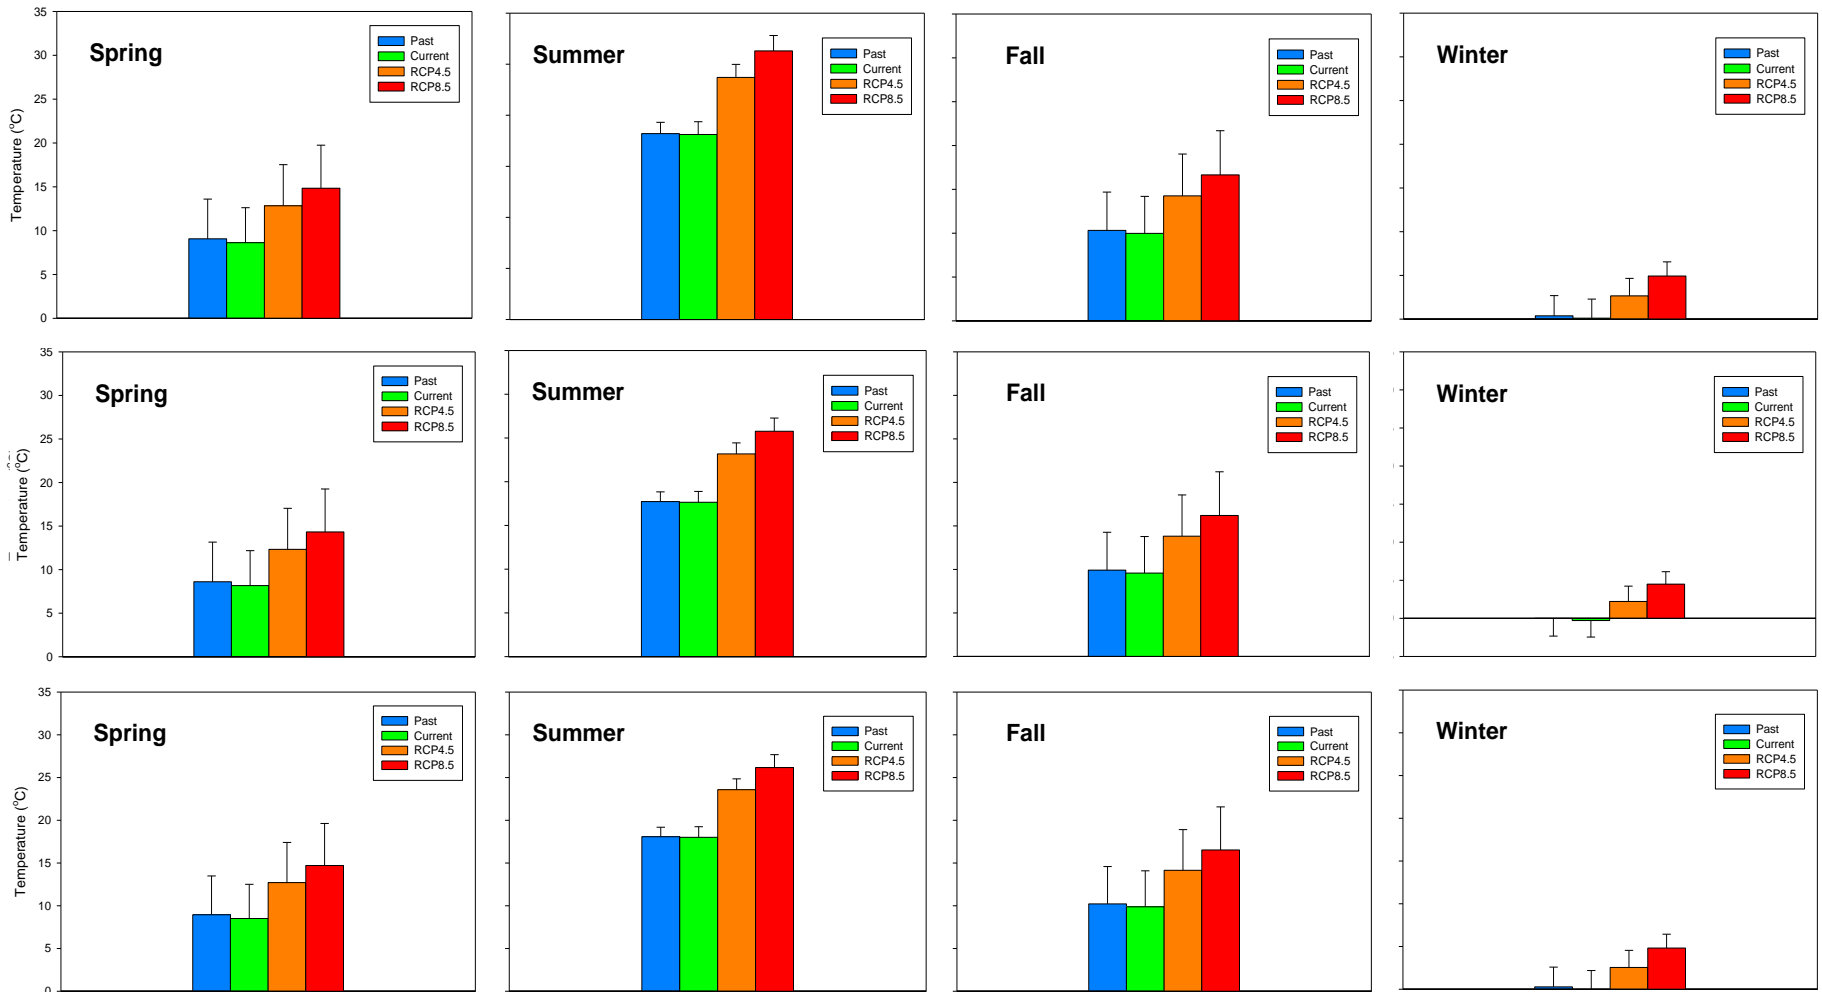 35
30
25
20
15
10
5
0
Temperature (°C)
Spring
Past
Current
RCP4.5
RCP8.5
Summer
Past
Current
RCP4.5
RCP8.5
Fall
Past
Current
RCP4.5
RCP8.5
Winter
Past
Current
RCP4.5
RCP8.5
35
30
25
20
15
10
5
0
Temperature (°C)
Spring
Past
Current
RCP4.5
RCP8.5
Summer
Past
Current
RCP4.5
RCP8.5
Fall
Past
Current
RCP4.5
RCP8.5
Winter
Past
Current
RCP4.5
RCP8.5
35
30
25
20
15
10
5
0
Temperature (°C)
Spring
Past
Current
RCP4.5
RCP8.5
Summer
Past
Current
RCP4.5
RCP8.5
Fall
Past
Current
RCP4.5
RCP8.5
Winter
Past
Current
RCP4.5
RCP8.5